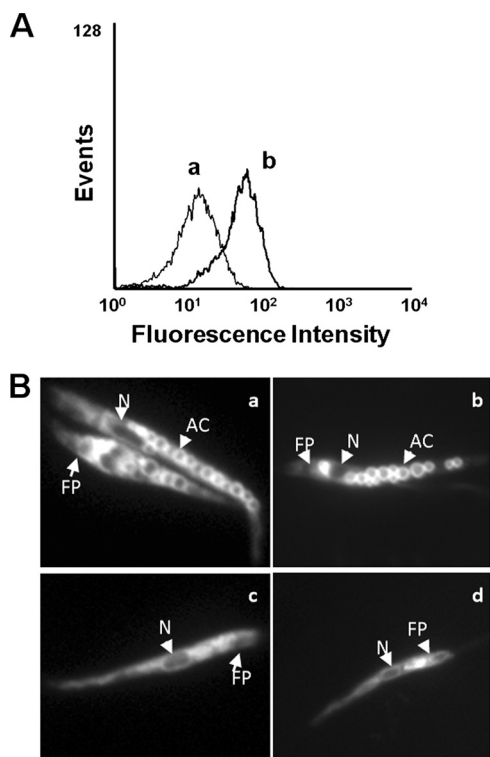 A
128
Events
a
b
10⁰ 10¹ 10² 10³ 10⁴
Fluorescence Intensity
B
a
N
AC
FP
b
FP
N
AC
c
N
FP
d
FP
N